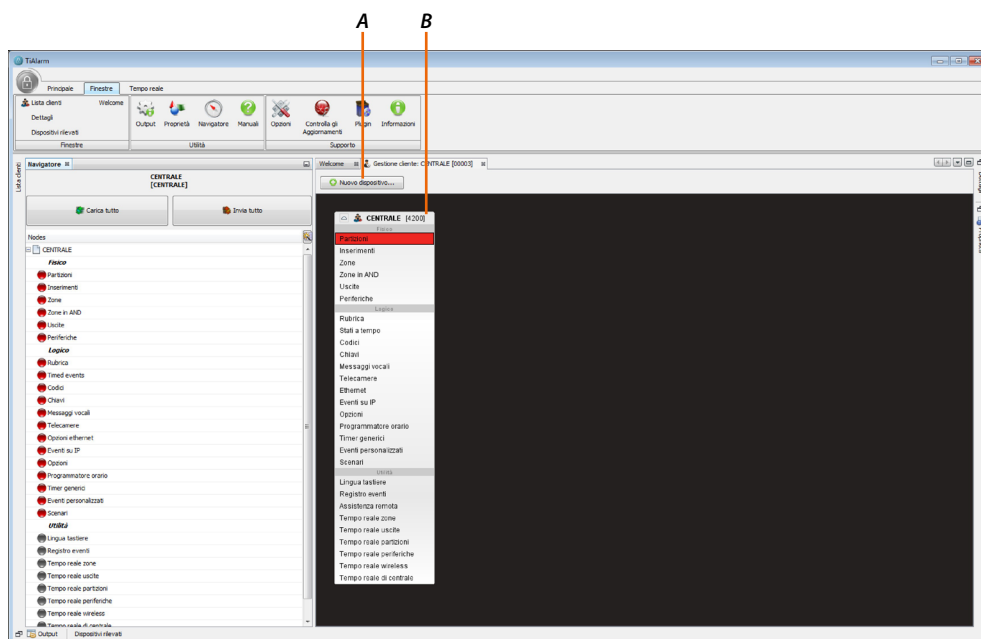 A B
TiAlarm
Principale Finestre Tempo reale
Lista clienti Welcome
Dettagli
Dispositivi rilevati
Finestre
Output Proprietà Navigatore Manuali
Utilità
Opzioni Controlla gli Aggiornamenti Plugin Informazioni
Supporto
Lista clienti
Navigatore
CENTRALE
[CENTRALE]
Carica tutto Invia tutto
Nodes
CENTRALE
Fisico
Partizioni
Inserimenti
Zone
Zone in AND
Uscite
Periferiche
Logico
Rubrica
Timed events
Codici
Chiavi
Messaggi vocali
Telecamere
Opzioni ethernet
Eventi su IP
Opzioni
Programmatore orario
Timer generici
Eventi personalizzati
Scenari
Utilità
Lingua tastiere
Registro eventi
Tempo reale zone
Tempo reale uscite
Tempo reale partizioni
Tempo reale periferiche
Tempo reale wireless
Tempo reale di centrale
Welcome Gestione cliente: CENTRALE [00003]
Nuovo dispositivo...
CENTRALE [4200]
Fisico
Partizioni
Inserimenti
Zone
Zone in AND
Uscite
Periferiche
Logico
Rubrica
Stati a tempo
Codici
Chiavi
Messaggi vocali
Telecamere
Ethernet
Eventi su IP
Opzioni
Programmatore orario
Timer generici
Eventi personalizzati
Scenari
Utilità
Lingua tastiere
Registro eventi
Assistenza remota
Tempo reale zone
Tempo reale uscite
Tempo reale partizioni
Tempo reale periferiche
Tempo reale wireless
Tempo reale di centrale
Output Dispositivi rilevati